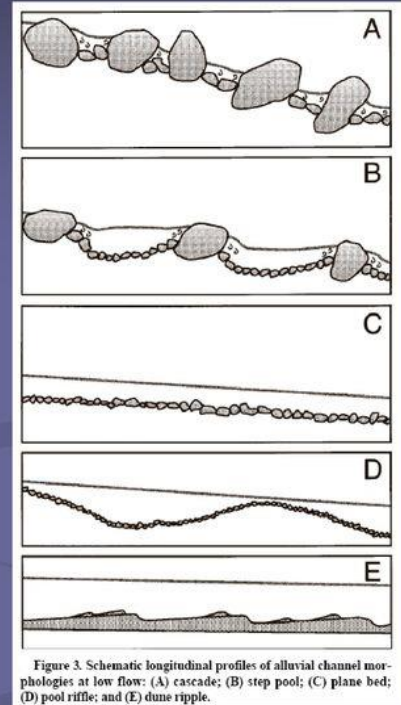 A
B
C
D
E
Figure 3. Schematic longitudinal profiles of alluvial channel mor-
phologies at low flow: (A) cascade; (B) step pool; (C) plane bed;
(D) pool riffle; and (E) dune ripple.